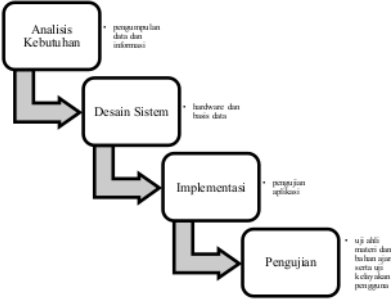 Analisis
Kebutuhan
• pengumpulan
data dan
informasi
Desain Sistem
• hardware dan
basis data
Implementasi
• pengujian
aplikasi
Pengujian
• uji ahli
materi dan
bahan ajar
serta uji
kelayakan
pengguna